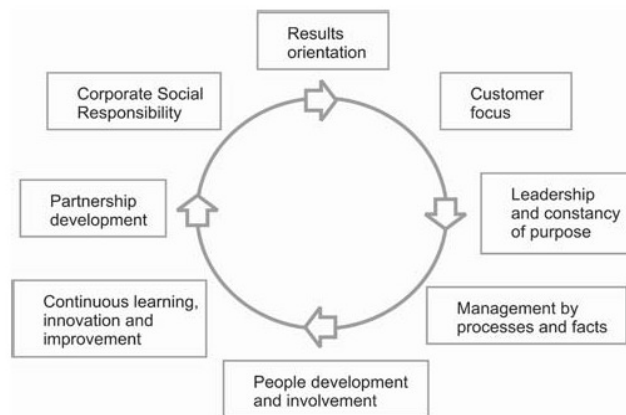 Results
orientation
Customer
focus
Leadership
and constancy
of purpose
Management by
processes and facts
People development
and involvement
Continuous learning,
innovation and
improvement
Partnership
development
Corporate Social
Responsibility